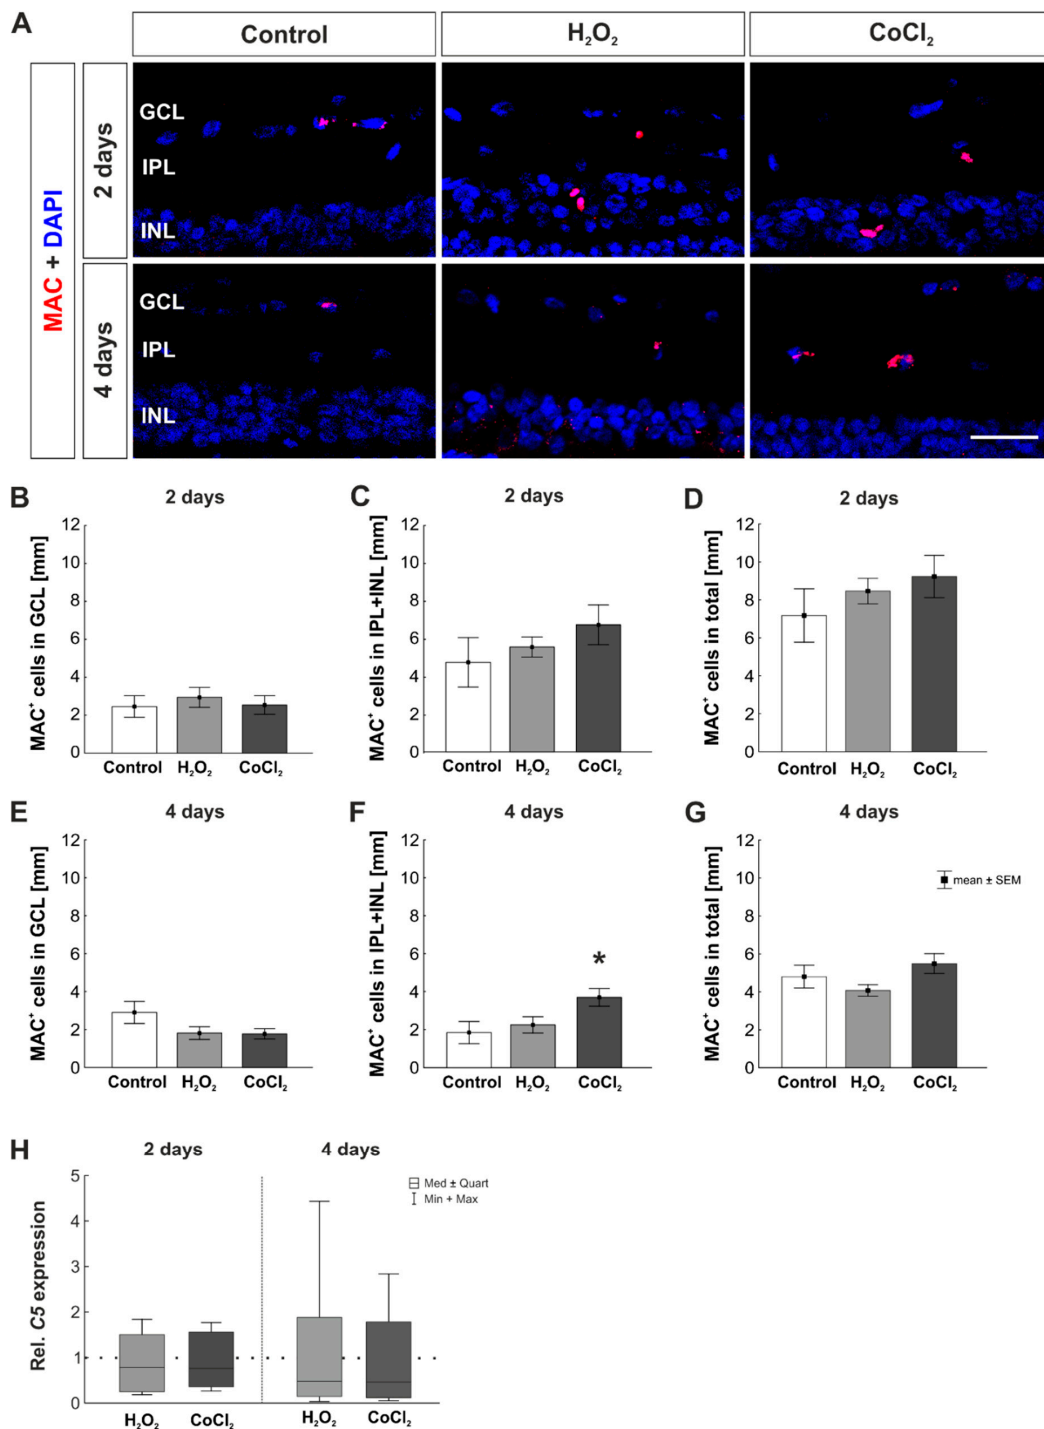 A
Control
H₂O₂
CoCl₂
MAC + DAPI
2 days
GCL
IPL
INL
4 days
GCL
IPL
INL
B
2 days
MAC⁺ cells in GCL [mm]
12
10
8
6
4
2
0
Control
H₂O₂
CoCl₂
C
2 days
MAC⁺ cells in IPL+INL [mm]
12
10
8
6
4
2
0
Control
H₂O₂
CoCl₂
D
2 days
MAC⁺ cells in total [mm]
12
10
8
6
4
2
0
Control
H₂O₂
CoCl₂
E
4 days
MAC⁺ cells in GCL [mm]
12
10
8
6
4
2
0
Control
H₂O₂
CoCl₂
F
4 days
MAC⁺ cells in IPL+INL [mm]
12
10
8
6
4
2
0
*
Control
H₂O₂
CoCl₂
G
4 days
MAC⁺ cells in total [mm]
12
10
8
6
4
2
0
mean ± SEM
Control
H₂O₂
CoCl₂
H
2 days
4 days
Rel. C5 expression
5
4
3
2
1
0
Med ± Quart
Min + Max
H₂O₂
CoCl₂
H₂O₂
CoCl₂